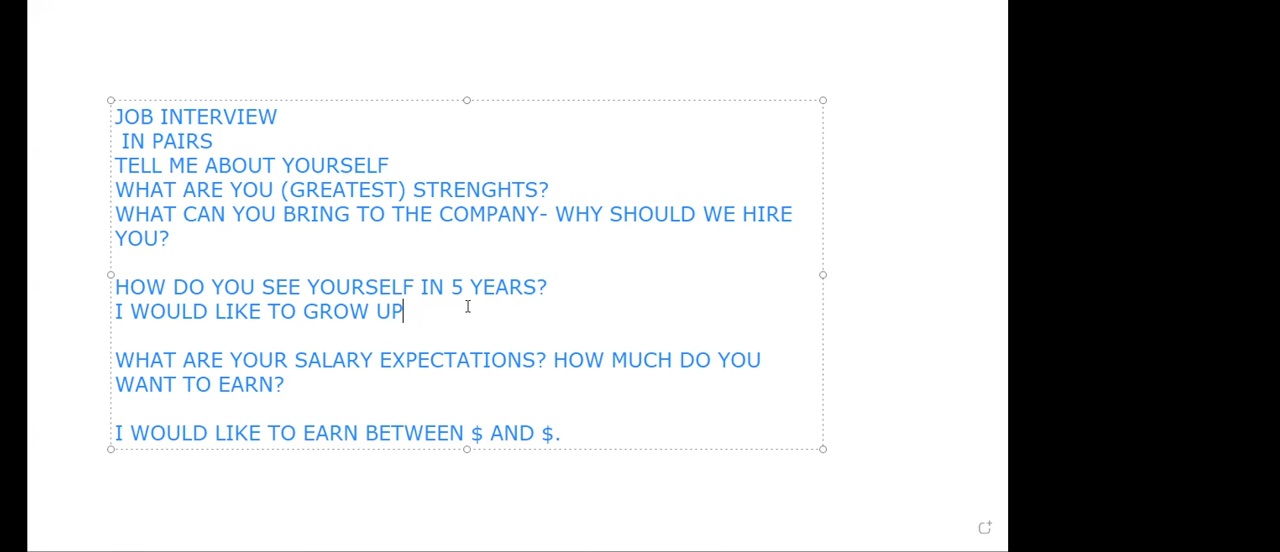 JOB INTERVIEW
IN PAIRS
TELL ME ABOUT YOURSELF
WHAT ARE YOU (GREATEST) STRENGHTS?
WHAT CAN YOU BRING TO THE COMPANY- WHY SHOULD WE HIRE
YOU?
HOW DO YOU SEE YOURSELF IN 5 YEARS?
I WOULD LIKE TO GROW UP
WHAT ARE YOUR SALARY EXPECTATIONS? HOW MUCH DO YOU
WANT TO EARN?
I WOULD LIKE TO EARN BETWEEN $ AND $.